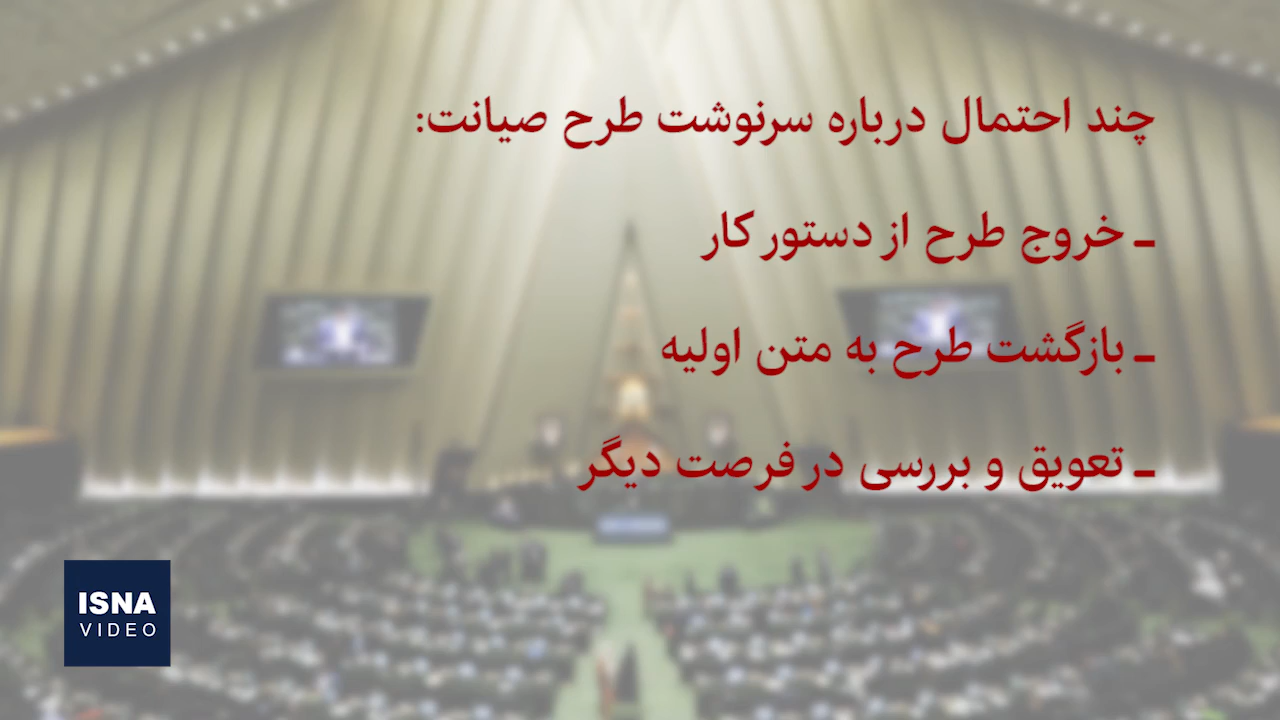 چند احتمال درباره سرنوشت طرح صیانت:
ـ خروج طرح از دستور کار
ـ بازگشت طرح به متن اولیه
ـ تعویق و بررسی در فرصت دیگر
ISNA
VIDEO